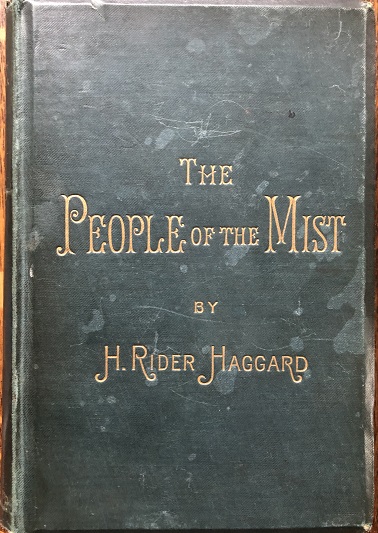 THE
PEOPLE OF THE MIST
BY
H. RIDER HAGGARD